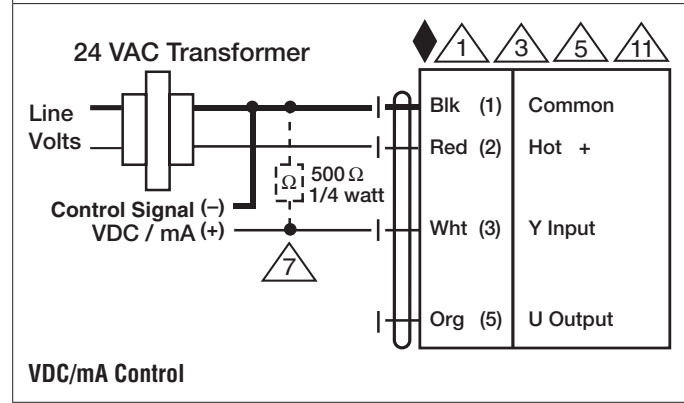 24 VAC Transformer
1 3 5 11
Line
Volts
Blk (1) Common
Red (2) Hot +
Ω 500 Ω
1/4 watt
Control Signal (–)
VDC / mA (+)
Wht (3) Y Input
7
Org (5) U Output
VDC/mA Control